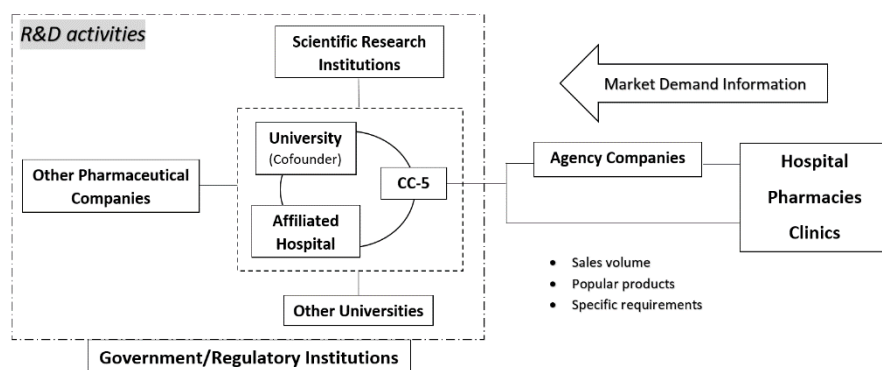 R&D activities
Scientific Research
Institutions
Market Demand Information
University
(Cofounder)
Agency Companies
Hospital
Pharmacies
Clinics
Other Pharmaceutical
Companies
CC-5
Affiliated
Hospital
Sales volume
Popular products
Specific requirements
Other Universities
Government/Regulatory Institutions